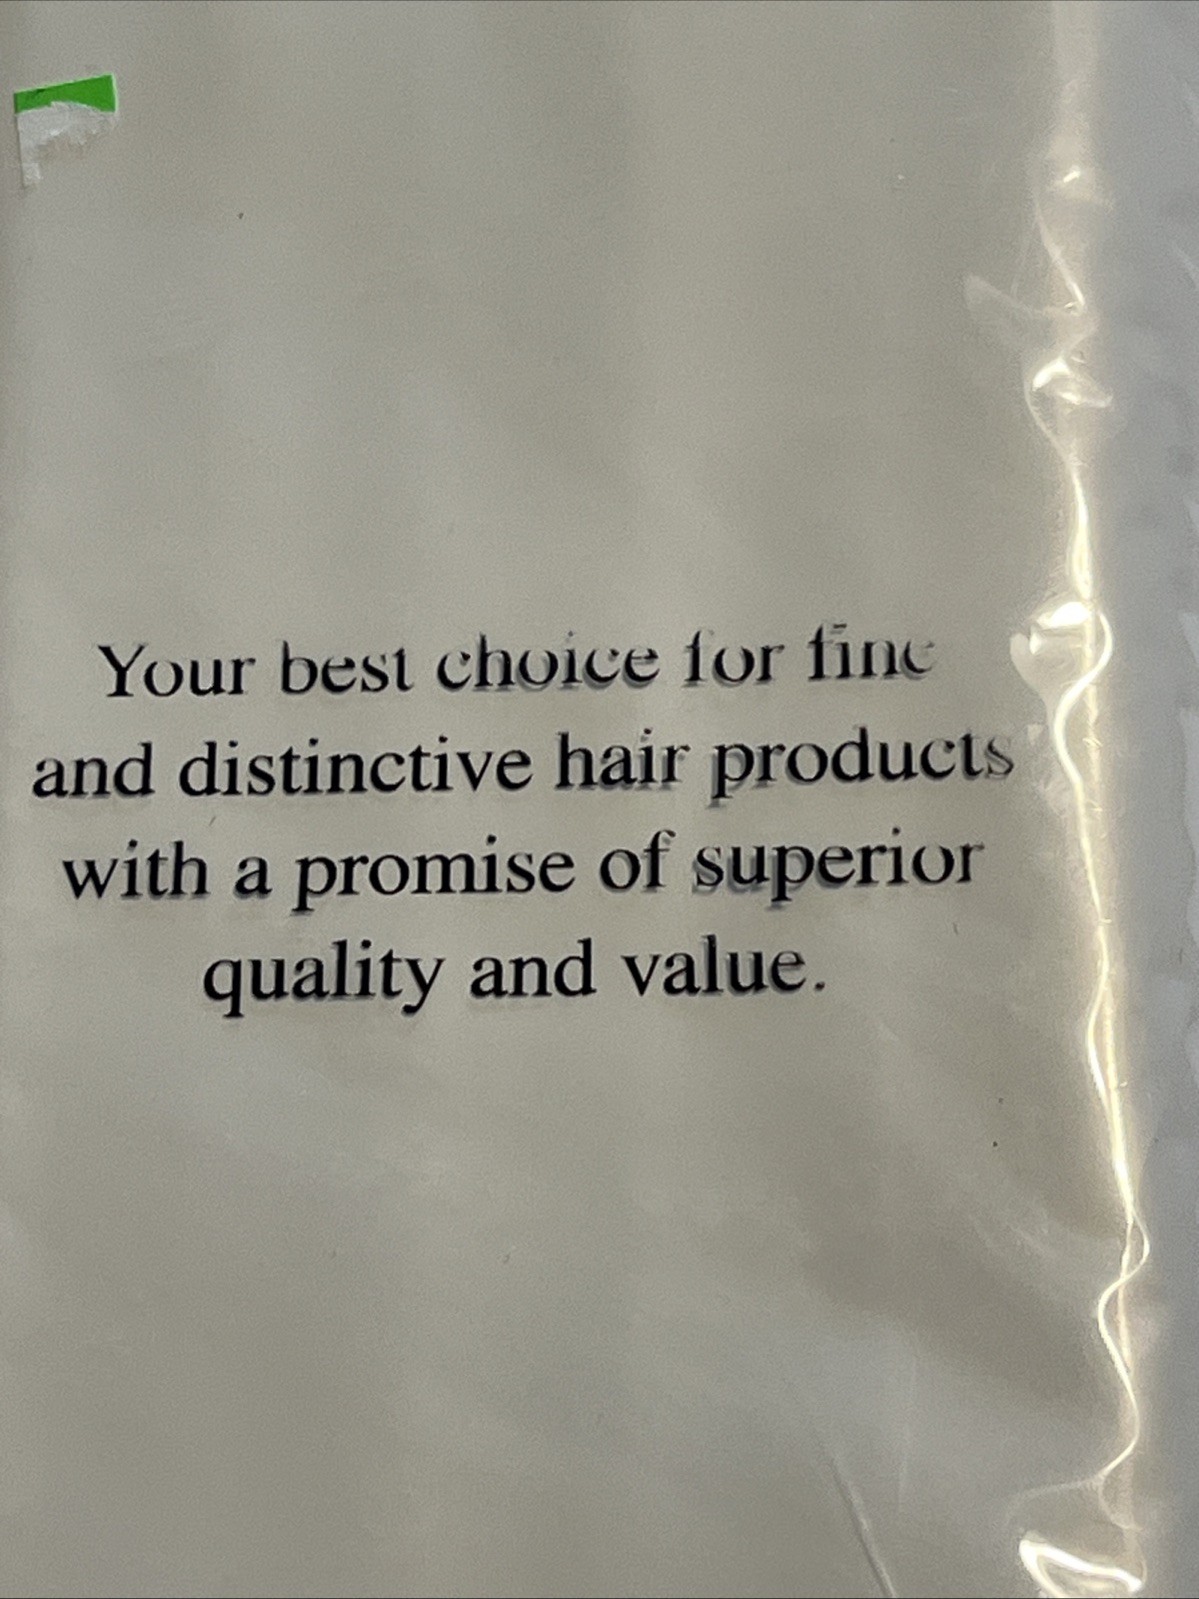 Your best choice for fine
and distinctive hair products
with a promise of superior
quality and value.